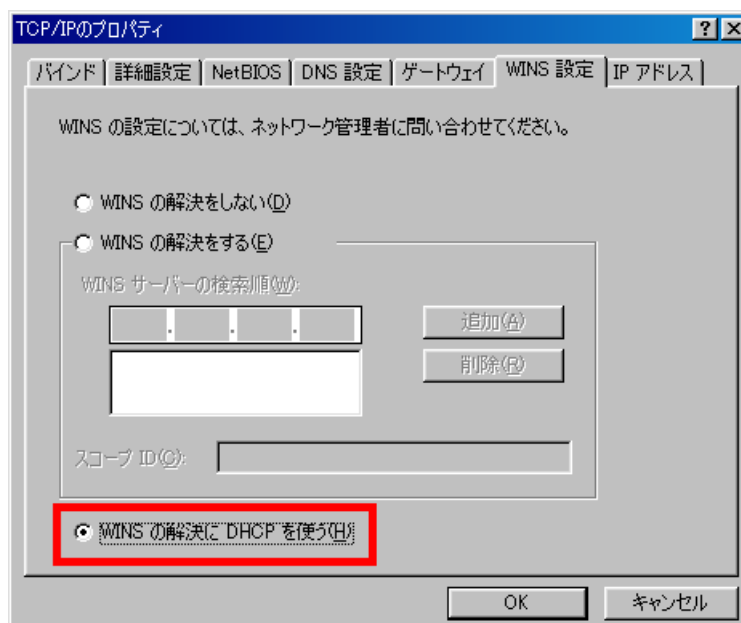 TCP/IPのプロパティ
バインド 詳細設定 NetBIOS DNS 設定 ゲートウェイ WINS 設定 IP アドレス
WINS の設定については、ネットワーク管理者に問い合わせてください。
WINS の解決をしない(D)
WINS の解決をする(E)
WINS サーバーの検索順(W):
追加(A)
削除(R)
スコープ ID(C):
WINS の解決に DHCP を使う(H)
OK キャンセル